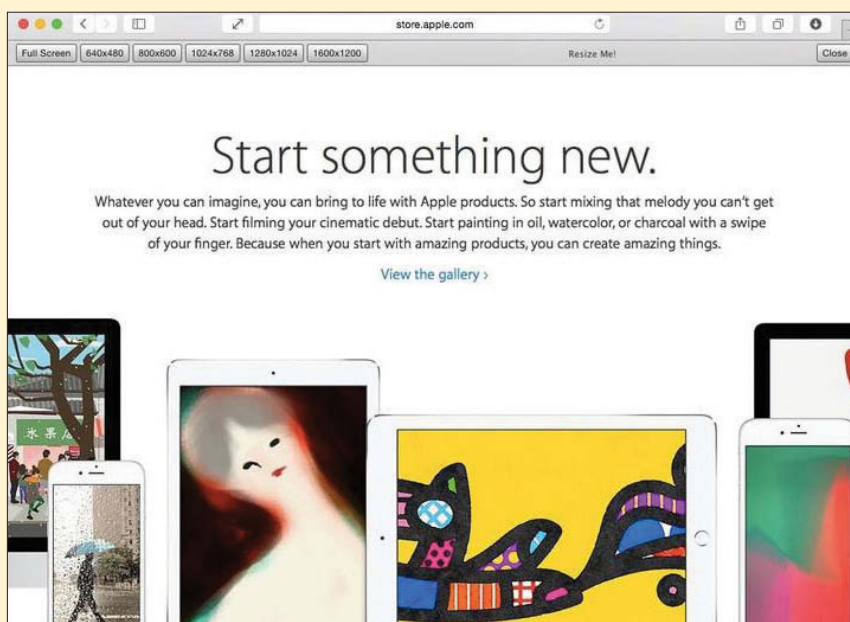 store.apple.com
Full Screen 640x480 800x600 1024x768 1280x1024 1600x1200 Resize Me! Close
Start something new.
Whatever you can imagine, you can bring to life with Apple products. So start mixing that melody you can't get
out of your head. Start filming your cinematic debut. Start painting in oil, watercolor, or charcoal with a swipe
of your finger. Because when you start with amazing products, you can create amazing things.
View the gallery ›
水果店